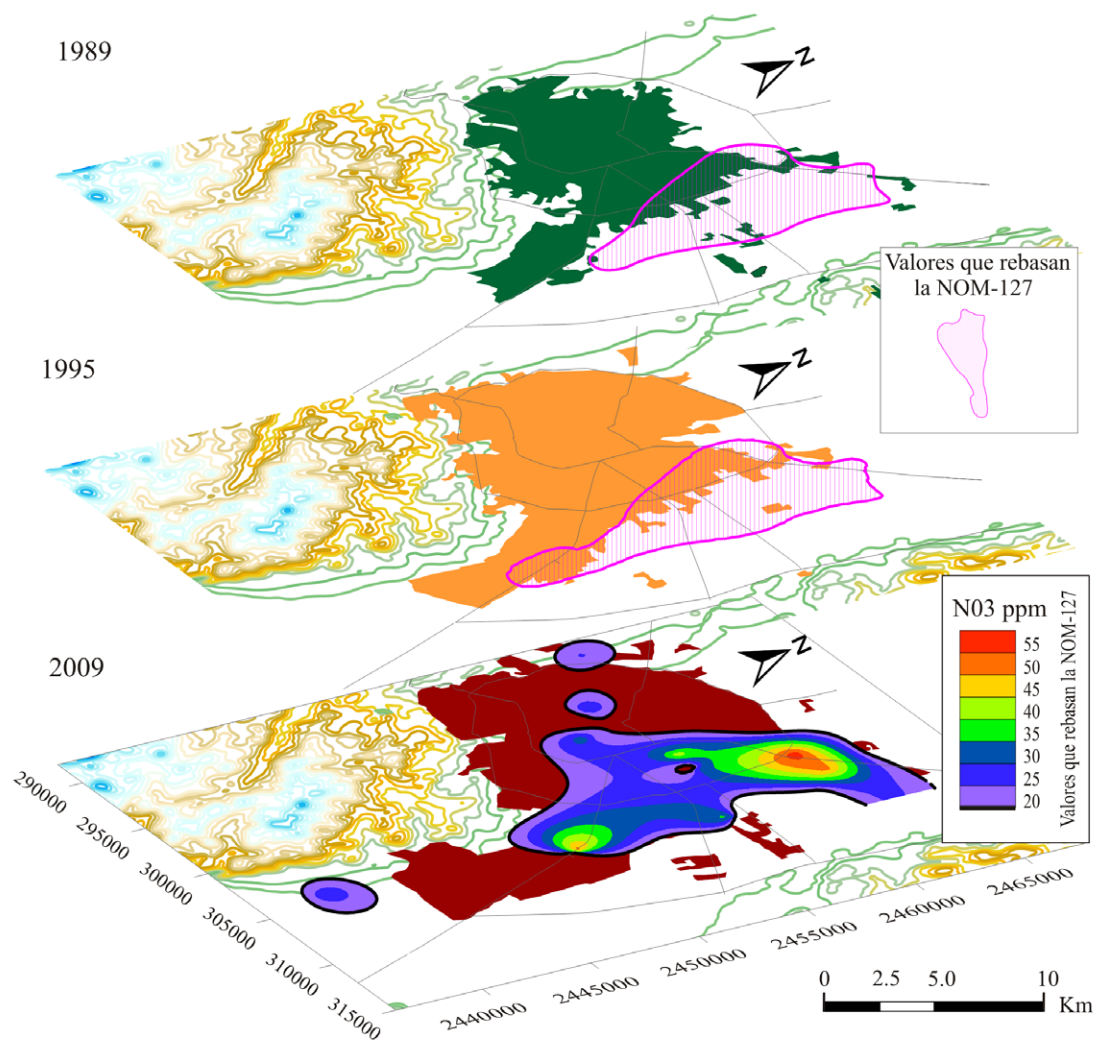 1989
N
Valores que rebasan
la NOM-127
1995
N
2009
N
N03 ppm
55
50
45
40
35
30
25
20
Valores que rebasan la NOM-127
290000
295000
300000
305000
310000
315000
2440000
2445000
2450000
2455000
2460000
2465000
0 2.5 5.0 10
Km